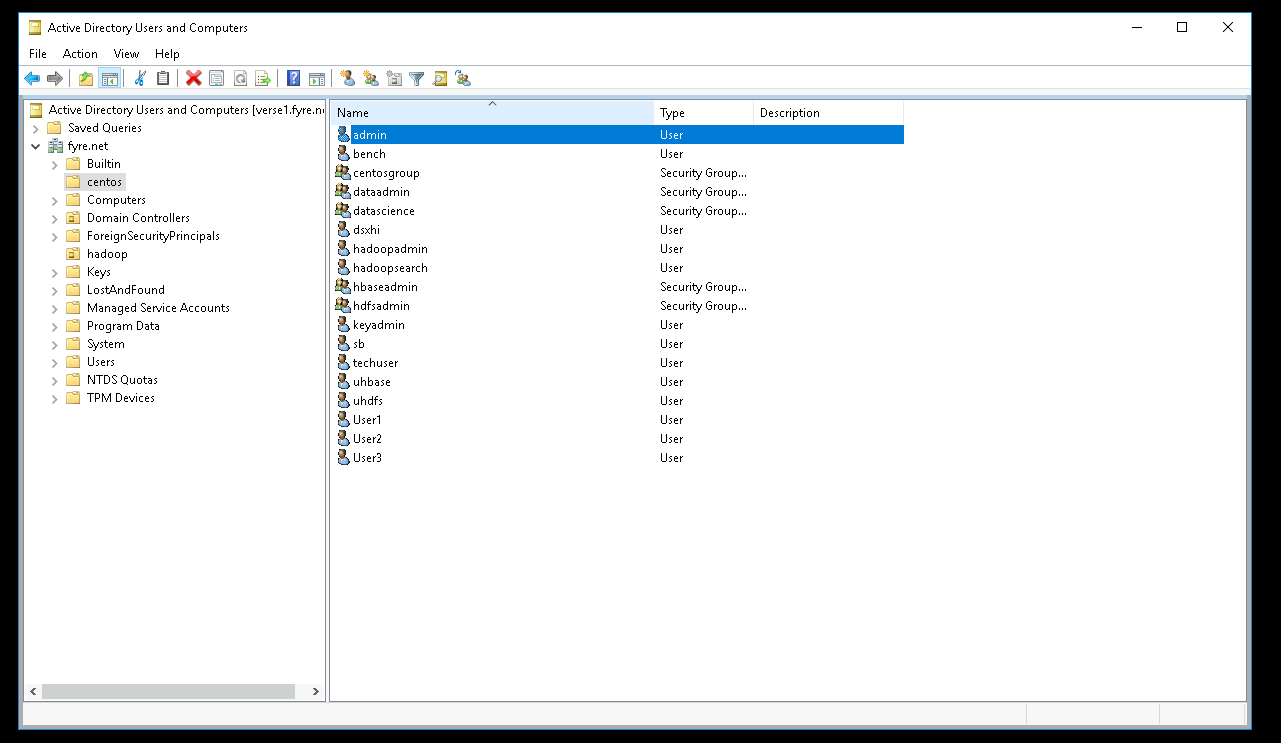 Active Directory Users and Computers
File Action View Help
Active Directory Users and Computers [verse1.fyre.n
Saved Queries
fyre.net
Builtin
centos
Computers
Domain Controllers
ForeignSecurityPrincipals
hadoop
Keys
LostAndFound
Managed Service Accounts
Program Data
System
Users
NTDS Quotas
TPM Devices
Name Type Description
admin User
bench User
centosgroup Security Group...
dataadmin Security Group...
datascience Security Group...
dsxhi User
hadoopadmin User
hadoopsearch User
hbaseadmin Security Group...
hdfsadmin Security Group...
keyadmin User
sb User
techuser User
uhbase User
uhdfs User
User1 User
User2 User
User3 User